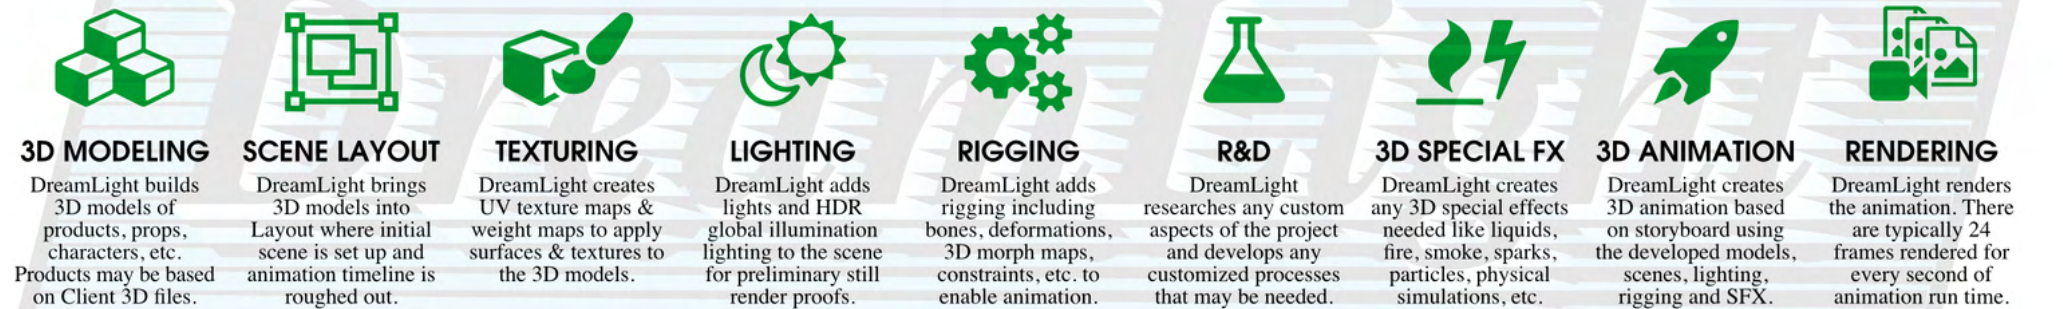 3D MODELING
DreamLight builds
3D models of
products, props,
characters, etc.
Products may be based
on Client 3D files.
SCENE LAYOUT
DreamLight brings
3D models into
Layout where initial
scene is set up and
animation timeline is
roughed out.
TEXTURING
DreamLight creates
UV texture maps &
weight maps to apply
surfaces & textures to
the 3D models.
LIGHTING
DreamLight adds
lights and HDR
global illumination
lighting to the scene
for preliminary still
render proofs.
RIGGING
DreamLight adds
rigging including
bones, deformations,
3D morph maps,
constraints, etc. to
enable animation.
R&D
DreamLight
researches any custom
aspects of the project
and develops any
customized processes
that may be needed.
3D SPECIAL FX
DreamLight creates
any 3D special effects
needed like liquids,
fire, smoke, sparks,
particles, physical
simulations, etc.
3D ANIMATION
DreamLight creates
3D animation based
on storyboard using
the developed models,
scenes, lighting,
rigging and SFX.
RENDERING
DreamLight renders
the animation. There
are typically 24
frames rendered for
every second of
animation run time.
DreamLight